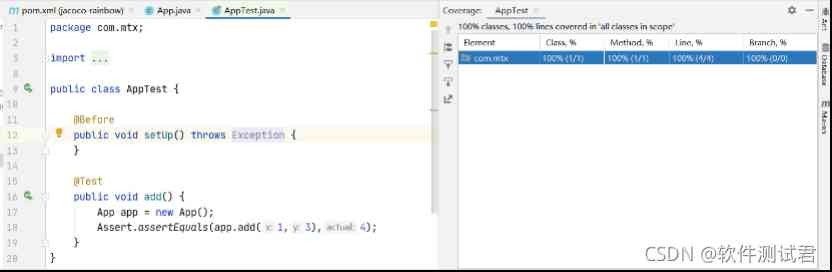 pom.xml (jacoco-rainbow) App.java AppTest.java
1 package com.mtx;
2
3 import ...
8
9 public class AppTest {
10
11 @Before
12 public void setUp() throws Exception {
13 }
14
15 @Test
16 public void add() {
17 App app = new App();
18 Assert.assertEquals(app.add( x: 1, y: 3), actual: 4);
19 }
20 }
Coverage: AppTest
100% classes, 100% lines covered in "all classes in scope"
Element Class, % Method, % Line, % Branch, %
com.mtx 100% (1/1) 100% (1/1) 100% (4/4) 100% (0/0)
Ant
Database
Maven
CSDN @软件测试君